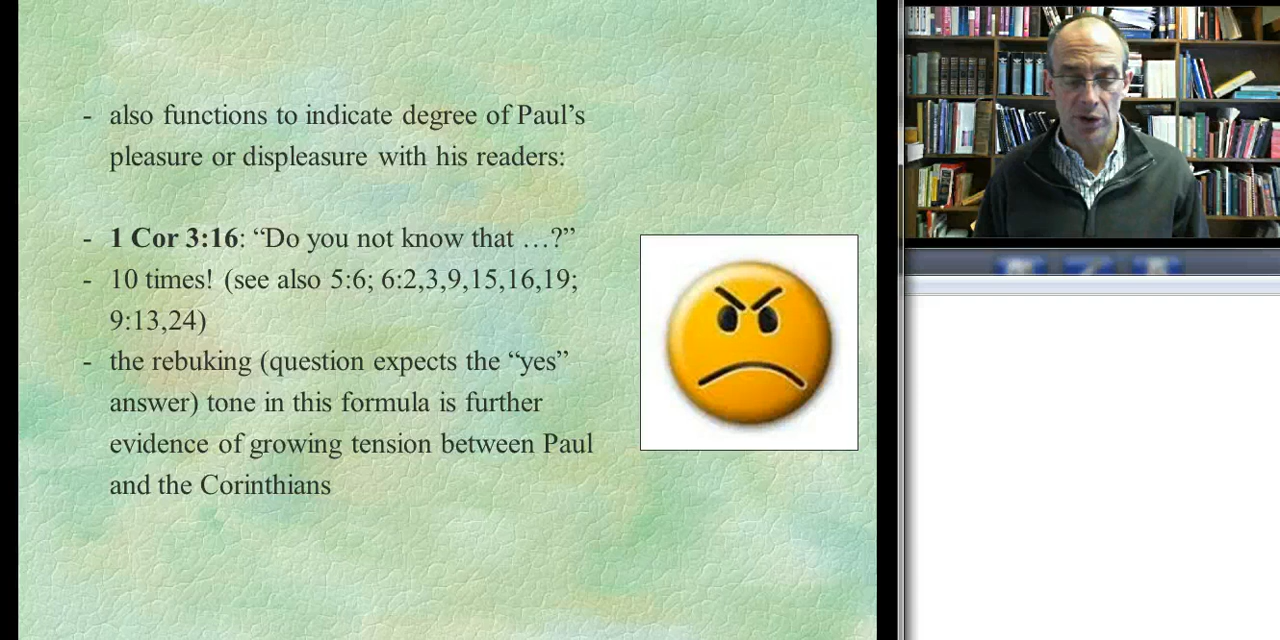 - also functions to indicate degree of Paul’s
pleasure or displeasure with his readers:
- 1 Cor 3:16: “Do you not know that …?”
- 10 times! (see also 5:6; 6:2,3,9,15,16,19;
9:13,24)
- the rebuking (question expects the “yes”
answer) tone in this formula is further
evidence of growing tension between Paul
and the Corinthians